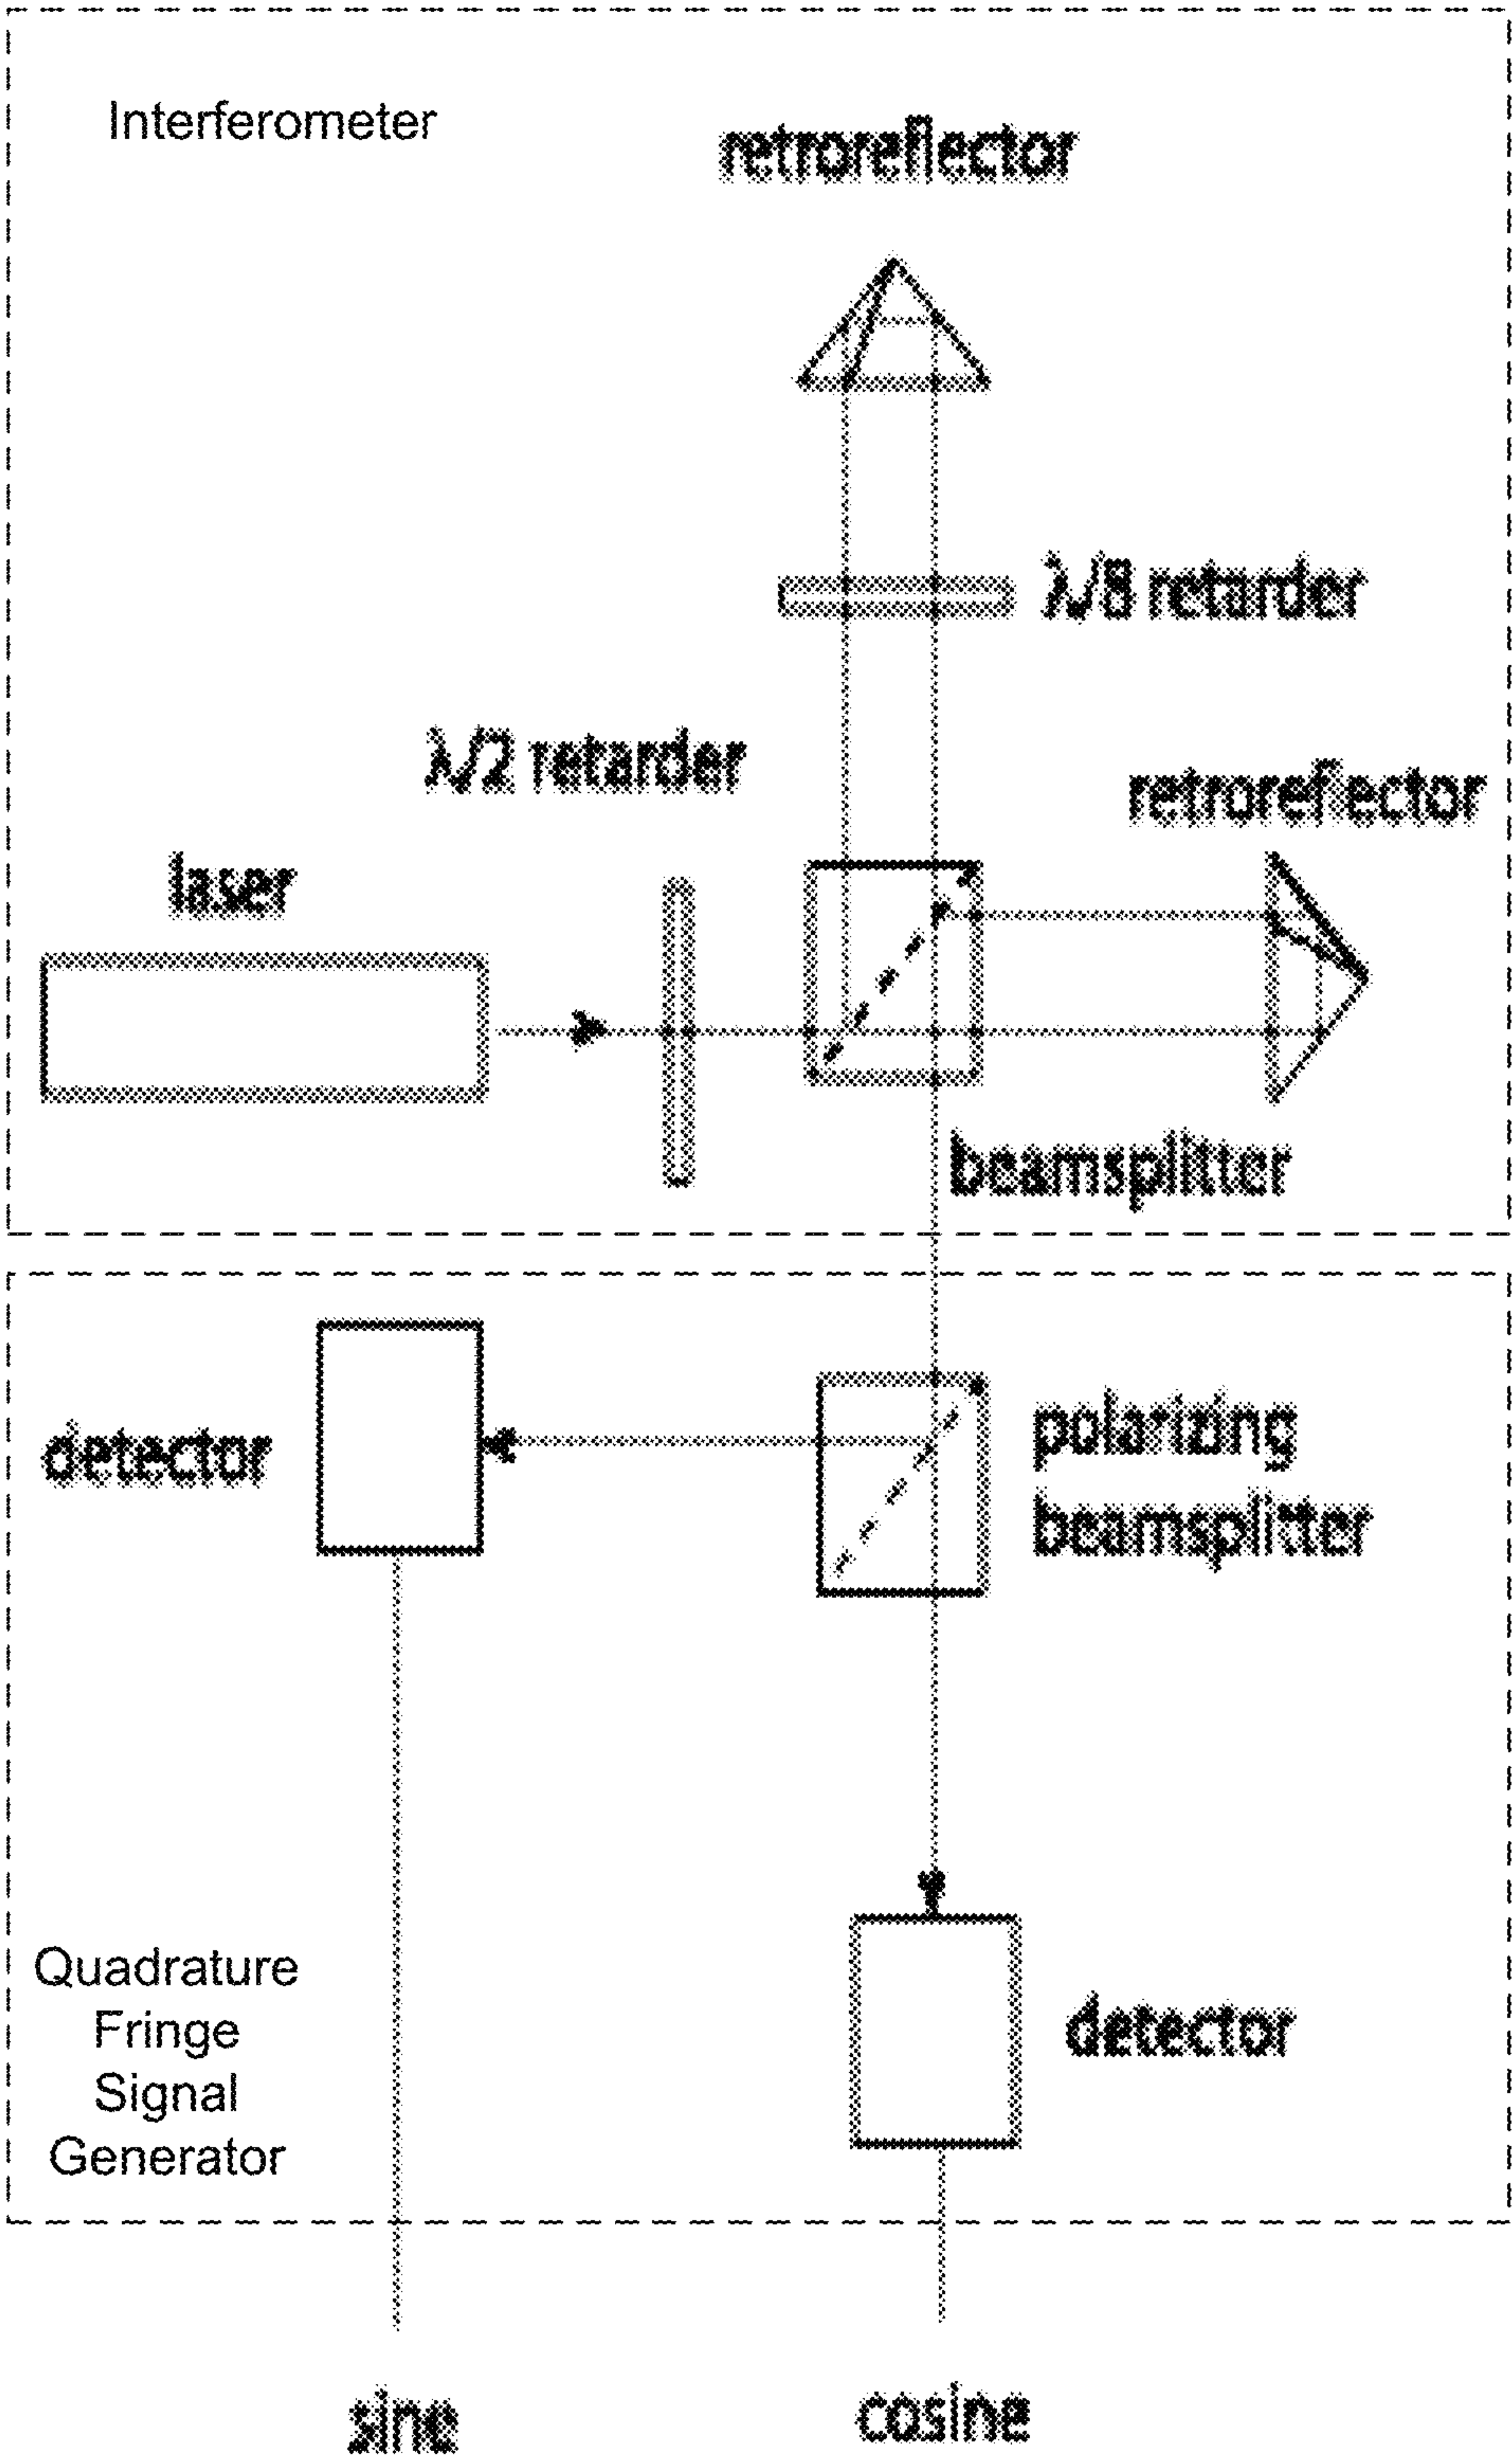 Interferometer
retroreflector
λ/8 retarder
λ/2 retarder
retroreflector
laser
beamsplitter
detector
polarizing
beamsplitter
Quadrature
Fringe
Signal
Generator
detector
sine
cosine